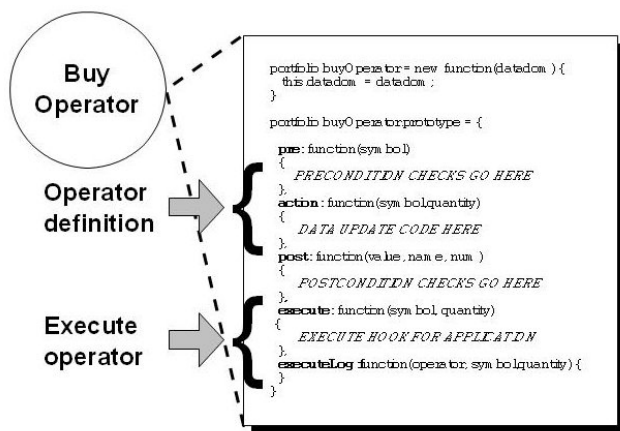 Buy
Operator
Operator
definition
Execute
operator
portfolio.buyOperator = new function(datadom) {
this.datadom = datadom;
}
portfolio.buyOperator.prototype = {
pre: function(symbol)
{
PRECONDITION CHECKS GO HERE
},
action: function(symbol,quantity)
{
DATA UPDATE CODE HERE
},
post: function(value, name, num)
{
POSTCONDITION CHECKS GO HERE
},
execute: function(symbol, quantity)
{
EXECUTE HOOK FOR APPLICATION
},
executeLog: function(operator, symbol,quantity) {
}
}